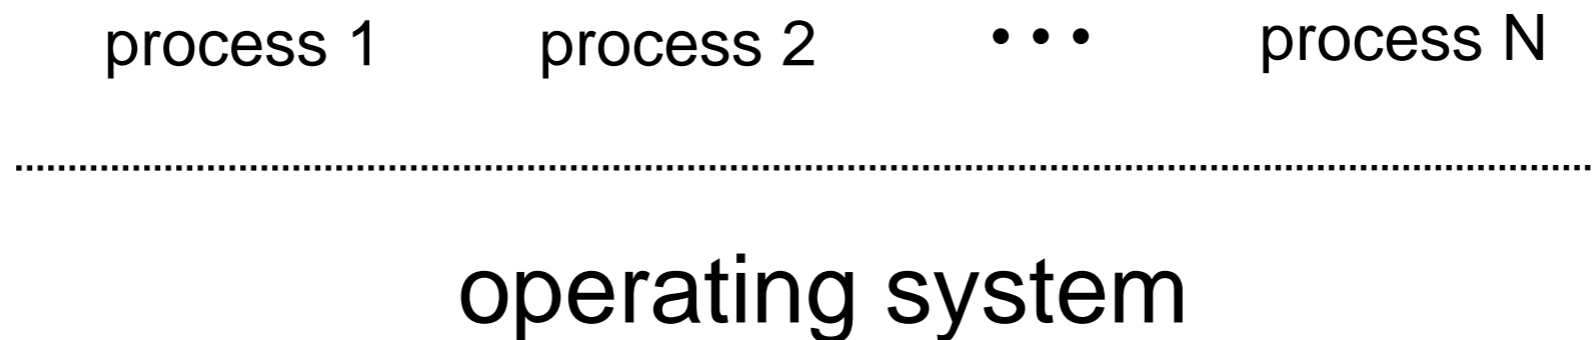 process 1 process 2 • • • process N
operating system